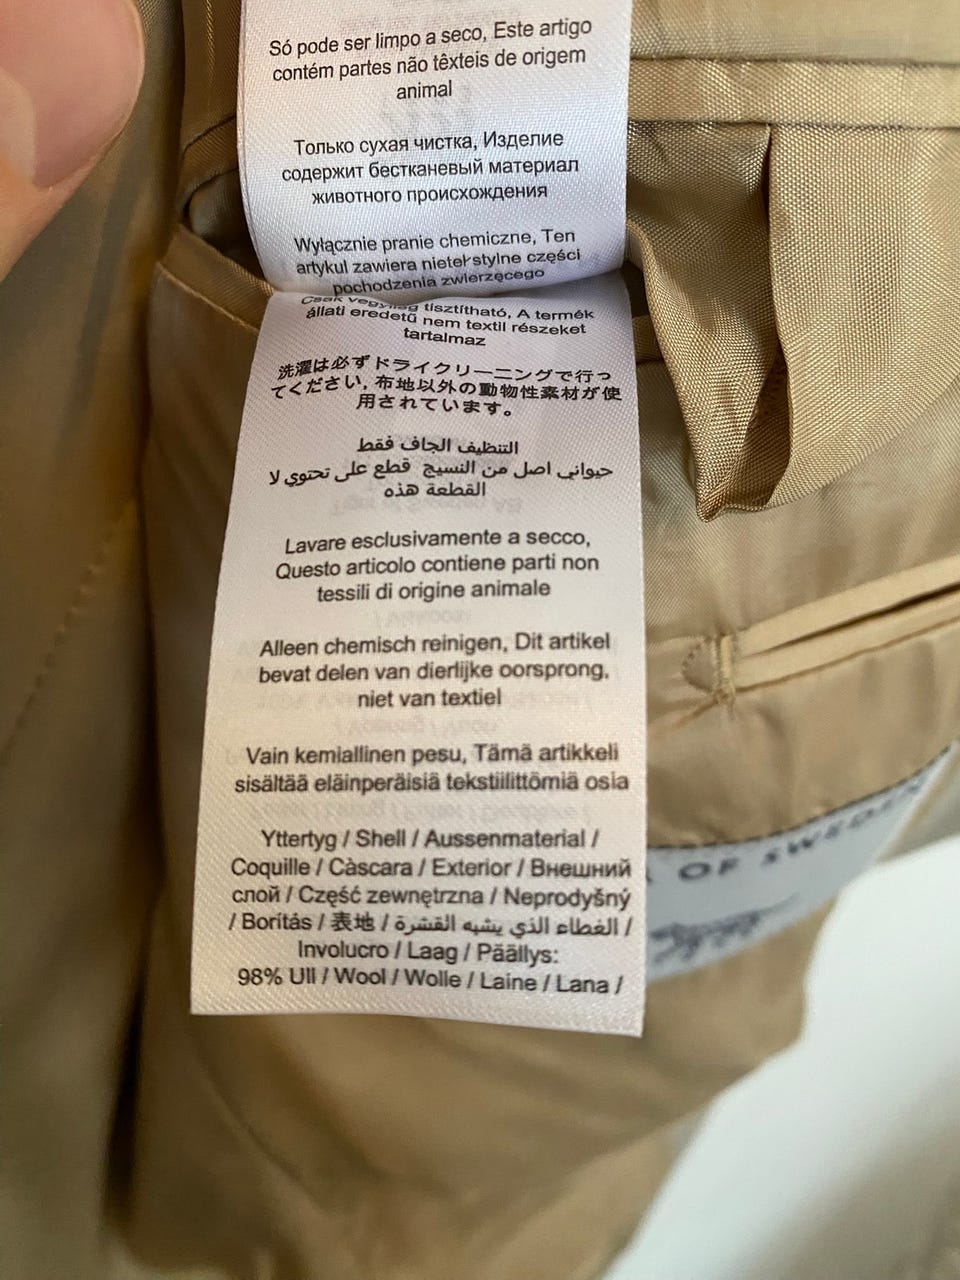 Só pode ser limpo a seco, Este artigo
contém partes não têxteis de origem
animal
Только сухая чистка, Изделие
содержит бестканевый материал
животного происхождения
Wyłącznie pranie chemiczne, Ten
artykul zawiera nietekstylne części
pochodzenia zwierzęcego
Csak vegyileg tisztítható, A termék
állati eredetű nem textil részeket
tartalmaz
洗濯は必ずドライクリーニングで行っ
てください, 布地以外の動物性素材が使
用されています。
التنظيف الجاف فقط
حيواني اصل من النسيج قطع على تحتوي لا
القطعة هذه
Lavare esclusivamente a secco,
Questo articolo contiene parti non
tessili di origine animale
Alleen chemisch reinigen, Dit artikel
bevat delen van dierlijke oorsprong,
niet van textiel
Vain kemiallinen pesu, Tämä artikkeli
sisältää eläinperäisiä tekstiilittömiä osia
Yttertyg / Shell / Aussenmaterial /
Coquille / Càscara / Exterior / Внешний
слой / Część zewnętrzna / Neprodyšný
/ Borítás / 表地 / الغطاء الذي يشبه القشرة /
Involucro / Laag / Päällys:
98% Ull / Wool / Wolle / Laine / Lana /
OF SWEDEN